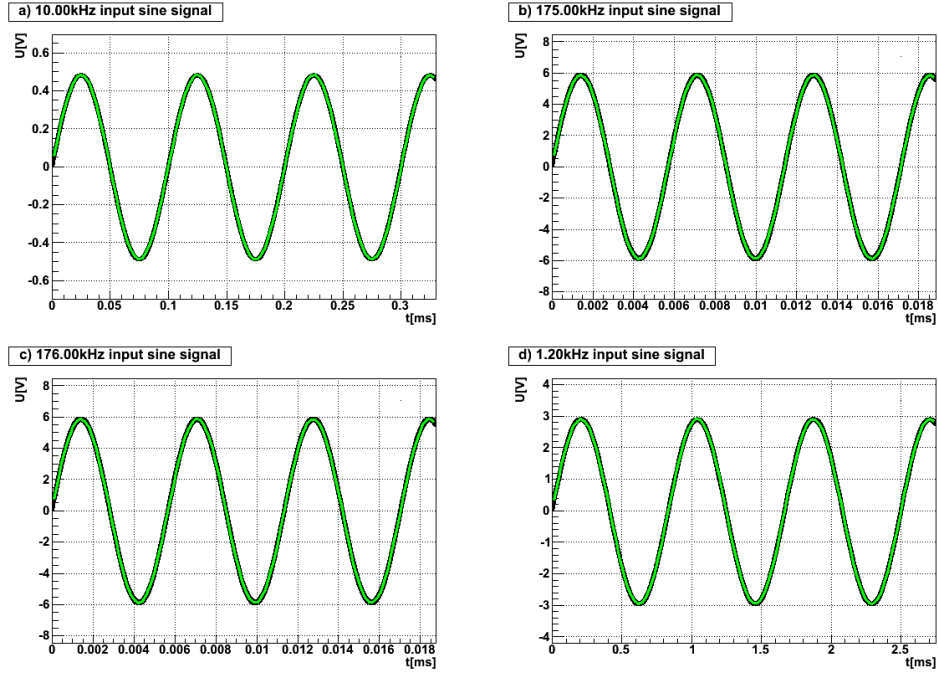 a) 10.00kHz input sine signal
U[V]
0.6
0.4
0.2
0
-0.2
-0.4
-0.6
0 0.05 0.1 0.15 0.2 0.25 0.3
t[ms]
b) 175.00kHz input sine signal
U[V]
8
6
4
2
0
-2
-4
-6
-8
0 0.002 0.004 0.006 0.008 0.01 0.012 0.014 0.016 0.018
t[ms]
c) 176.00kHz input sine signal
U[V]
8
6
4
2
0
-2
-4
-6
-8
0 0.002 0.004 0.006 0.008 0.01 0.012 0.014 0.016 0.018
t[ms]
d) 1.20kHz input sine signal
U[V]
4
3
2
1
0
-1
-2
-3
-4
0 0.5 1 1.5 2 2.5
t[ms]